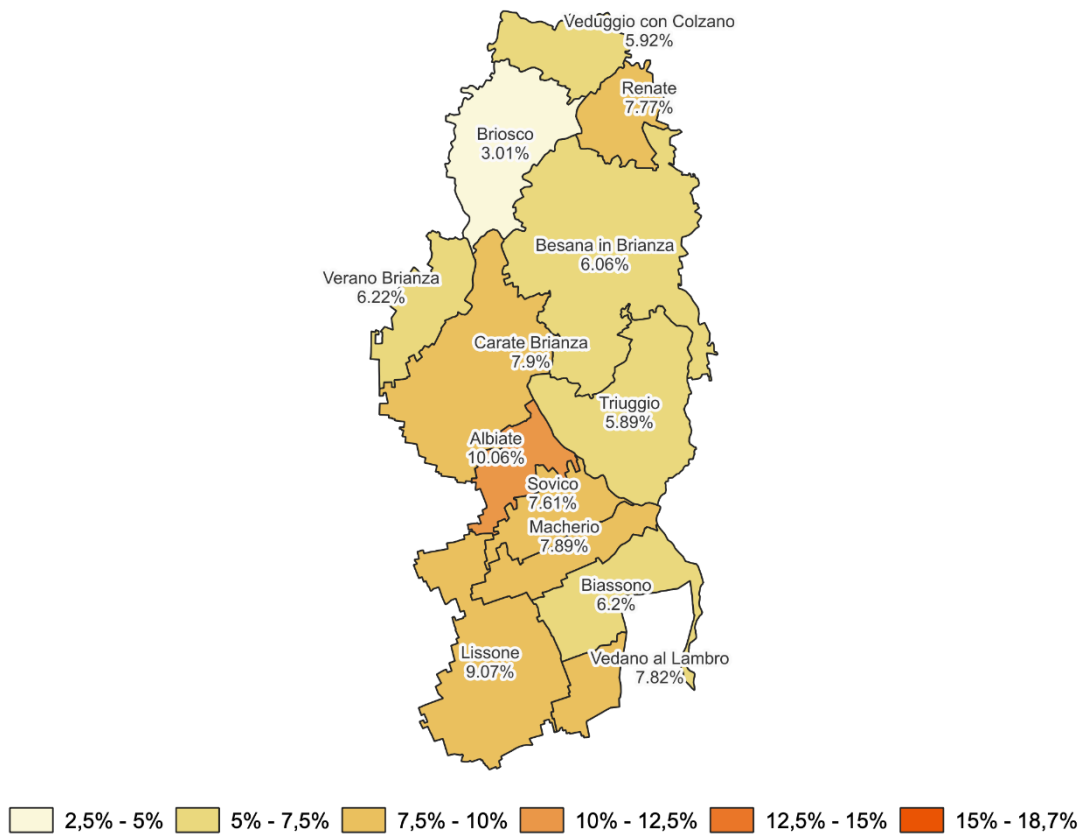 Veduggio con Colzano
5.92%
Renate
7.77%
Briosco
3.01%
Besana in Brianza
6.06%
Verano Brianza
6.22%
Carate Brianza
7.9%
Triuggio
5.89%
Albiate
10.06%
Sovico
7.61%
Macherio
7.89%
Biassono
6.2%
Lissone
9.07%
Vedano al Lambro
7.82%
2,5% - 5% 5% - 7,5% 7,5% - 10% 10% - 12,5% 12,5% - 15% 15% - 18,7%